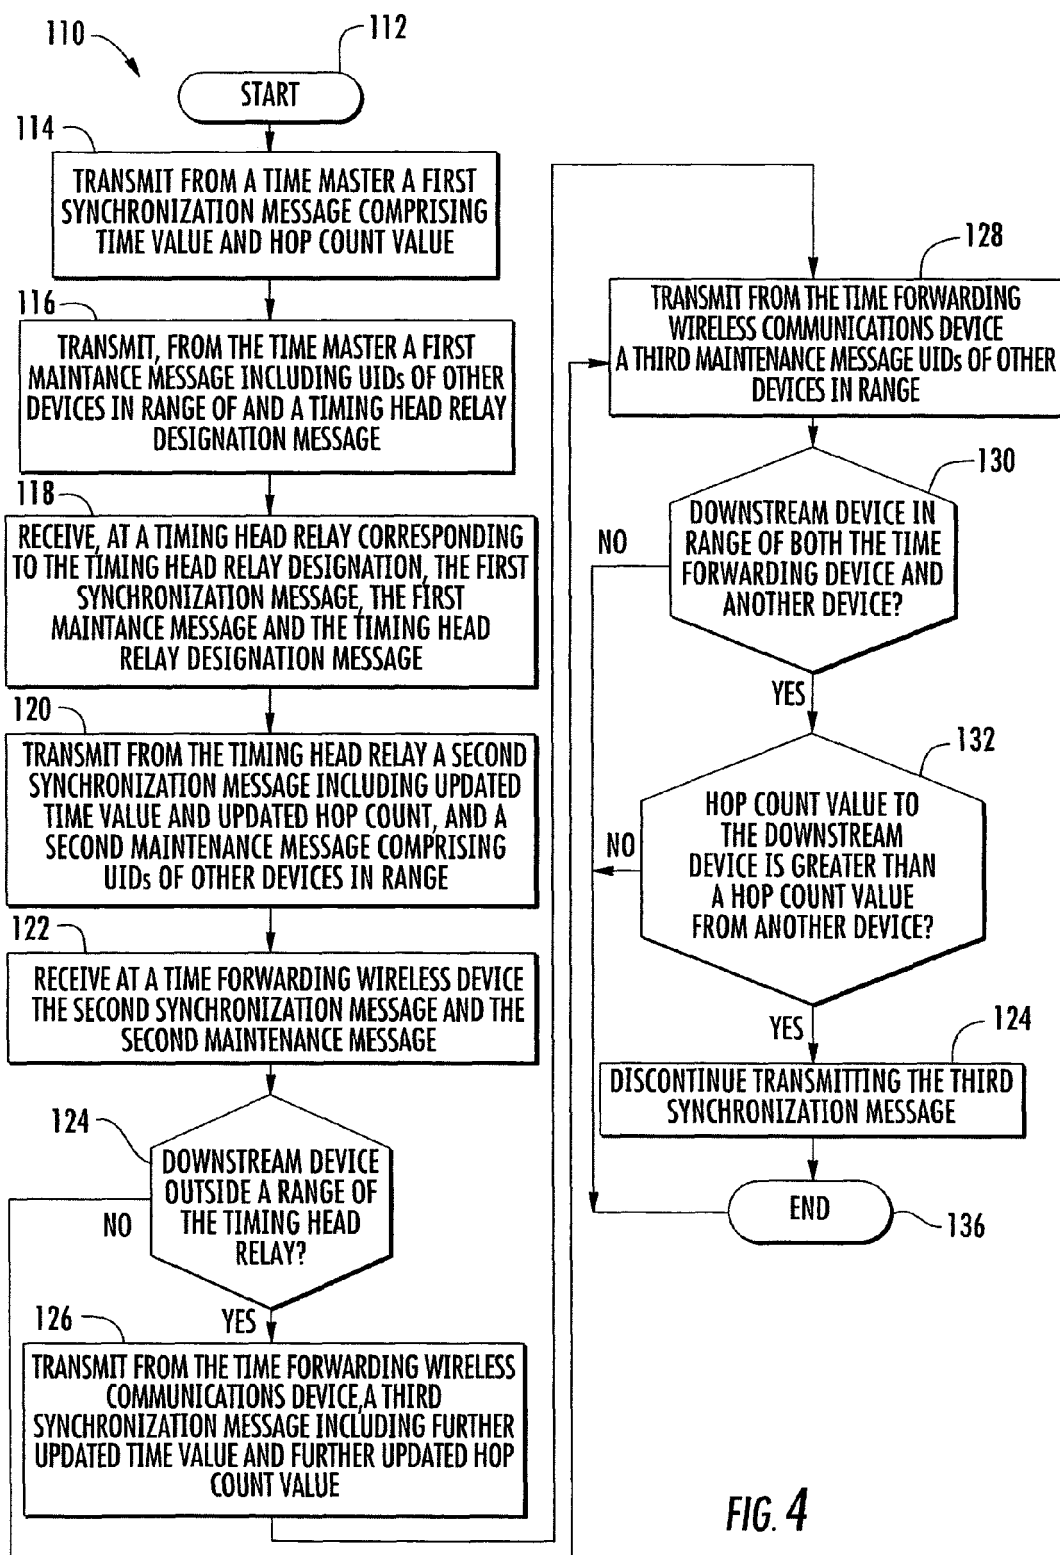 110
112
START
114
TRANSMIT FROM A TIME MASTER A FIRST
SYNCHRONIZATION MESSAGE COMPRISING
TIME VALUE AND HOP COUNT VALUE
116
TRANSMIT, FROM THE TIME MASTER A FIRST
MAINTANCE MESSAGE INCLUDING UIDs OF OTHER
DEVICES IN RANGE OF AND A TIMING HEAD RELAY
DESIGNATION MESSAGE
118
RECEIVE, AT A TIMING HEAD RELAY CORRESPONDING
TO THE TIMING HEAD RELAY DESIGNATION, THE FIRST
SYNCHRONIZATION MESSAGE, THE FIRST
MAINTANCE MESSAGE AND THE TIMING HEAD
RELAY DESIGNATION MESSAGE
120
TRANSMIT FROM THE TIMING HEAD RELAY A SECOND
SYNCHRONIZATION MESSAGE INCLUDING UPDATED
TIME VALUE AND UPDATED HOP COUNT, AND A
SECOND MAINTENANCE MESSAGE COMPRISING
UIDs OF OTHER DEVICES IN RANGE
122
RECEIVE AT A TIME FORWARDING WIRELESS DEVICE
THE SECOND SYNCHRONIZATION MESSAGE AND THE
SECOND MAINTENANCE MESSAGE
124
DOWNSTREAM DEVICE
OUTSIDE A RANGE OF
THE TIMING HEAD
RELAY?
NO
YES
126
TRANSMIT FROM THE TIME FORWARDING WIRELESS
COMMUNICATIONS DEVICE,A THIRD
SYNCHRONIZATION MESSAGE INCLUDING FURTHER
UPDATED TIME VALUE AND FURTHER UPDATED HOP
COUNT VALUE
128
TRANSMIT FROM THE TIME FORWARDING
WIRELESS COMMUNICATIONS DEVICE
A THIRD MAINTENANCE MESSAGE UIDs OF OTHER
DEVICES IN RANGE
130
DOWNSTREAM DEVICE IN
RANGE OF BOTH THE TIME
FORWARDING DEVICE AND
ANOTHER DEVICE?
NO
YES
132
HOP COUNT VALUE TO
THE DOWNSTREAM
DEVICE IS GREATER THAN
A HOP COUNT VALUE
FROM ANOTHER DEVICE?
NO
YES
124
DISCONTINUE TRANSMITTING THE THIRD
SYNCHRONIZATION MESSAGE
END
136
FIG. 4